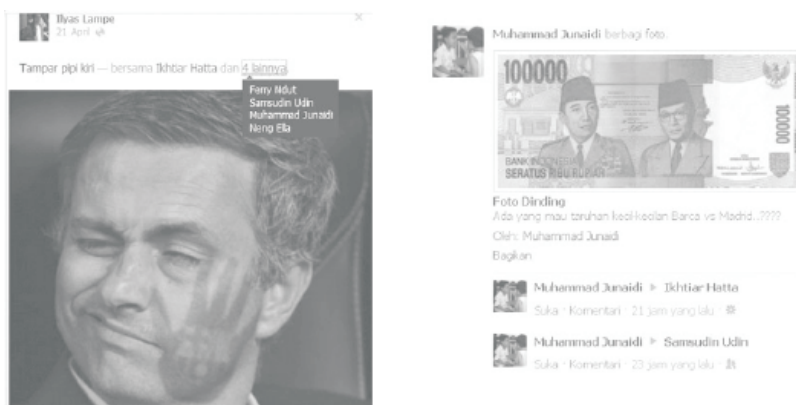 Ilyas Lampe
21 April
Tampar pipi kiri — bersama Ikhtiar Hatta dan 4 lainnya.
Ferry Ndut
Samsudin Udin
Muhammad Junaidi
Neng Ella
Muhammad Junaidi berbagi foto.
100000
100000
BANK INDONESIA
SERATUS RIBU RUPIAH
Foto Dinding
Ada yang mau taruhan kecil-kecilan Barca vs Madrid..????
Oleh: Muhammad Junaidi
Bagikan
Muhammad Junaidi ▶ Ikhtiar Hatta
Suka · Komentari · 21 jam yang lalu ·
Muhammad Junaidi ▶ Samsudin Udin
Suka · Komentari · 23 jam yang lalu ·